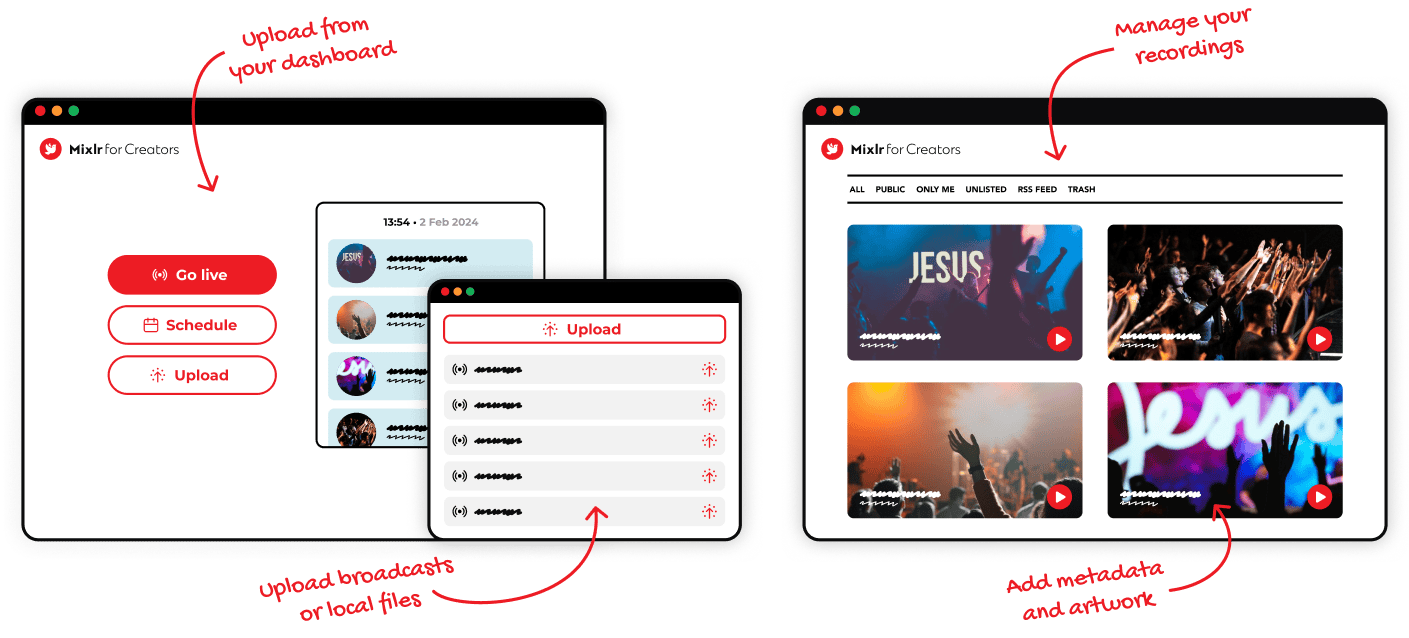 Upload from
your dashboard
Mixlr for Creators
13:54 • 2 Feb 2024
JESUS
Go live
Schedule
Upload
Upload
Upload broadcasts
or local files
Manage your
recordings
Mixlr for Creators
ALL PUBLIC ONLY ME UNLISTED RSS FEED TRASH
JESUS
Jesus
Add metadata
and artwork